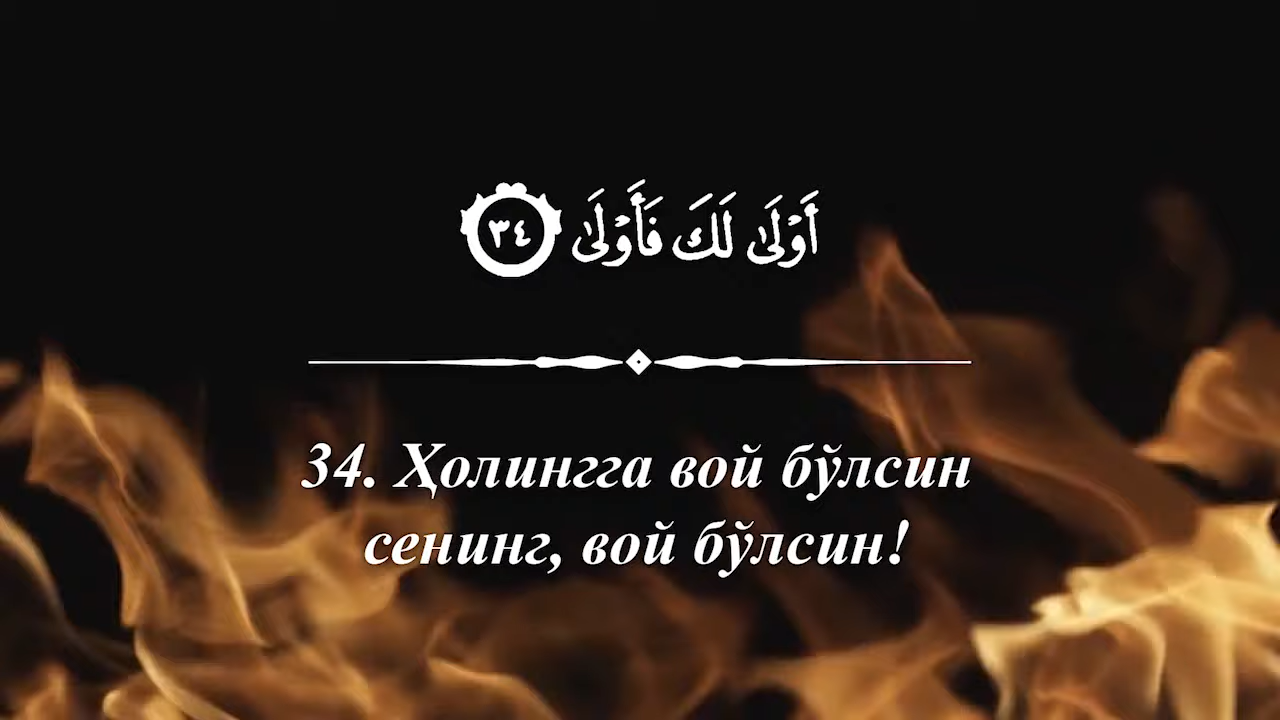 أَوْلَىٰ لَكَ فَأَوْلَىٰ ٣٤
34. Ҳолингга вой бўлсин
сенинг, вой бўлсин!